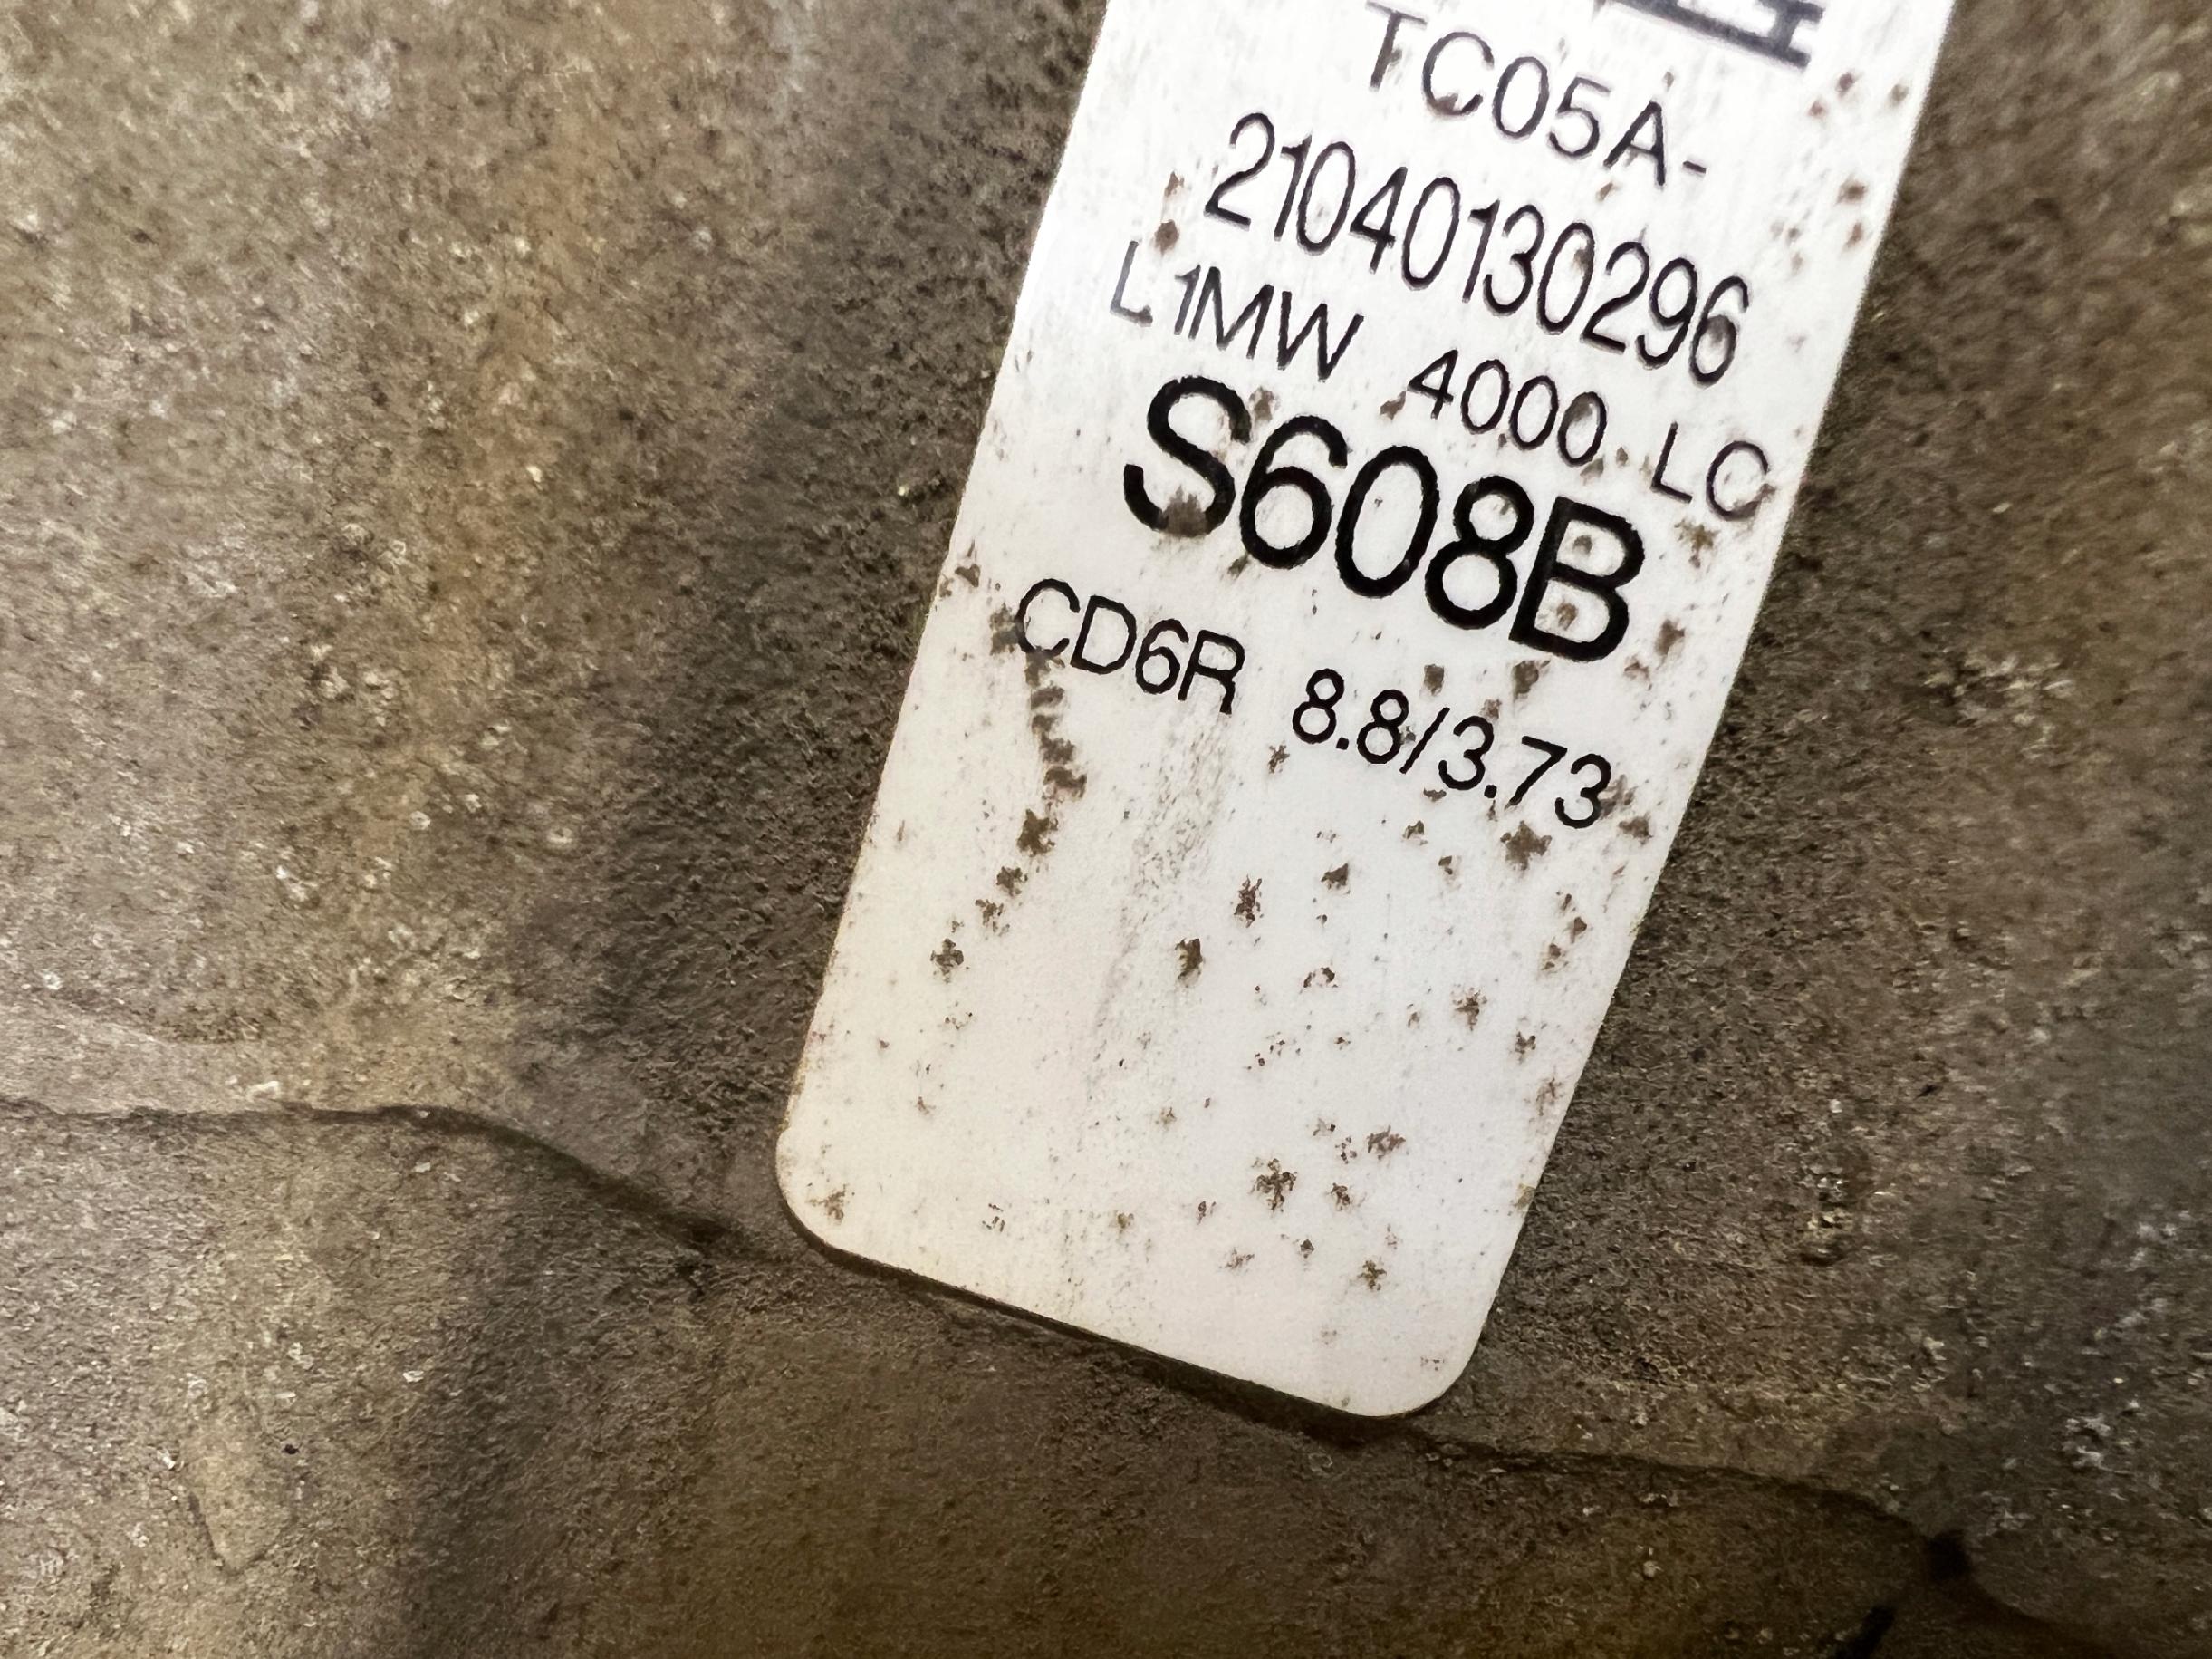 TC05A-
21040130296
L1MW 4000 LC
S608B
CD6R 8.8/3.73